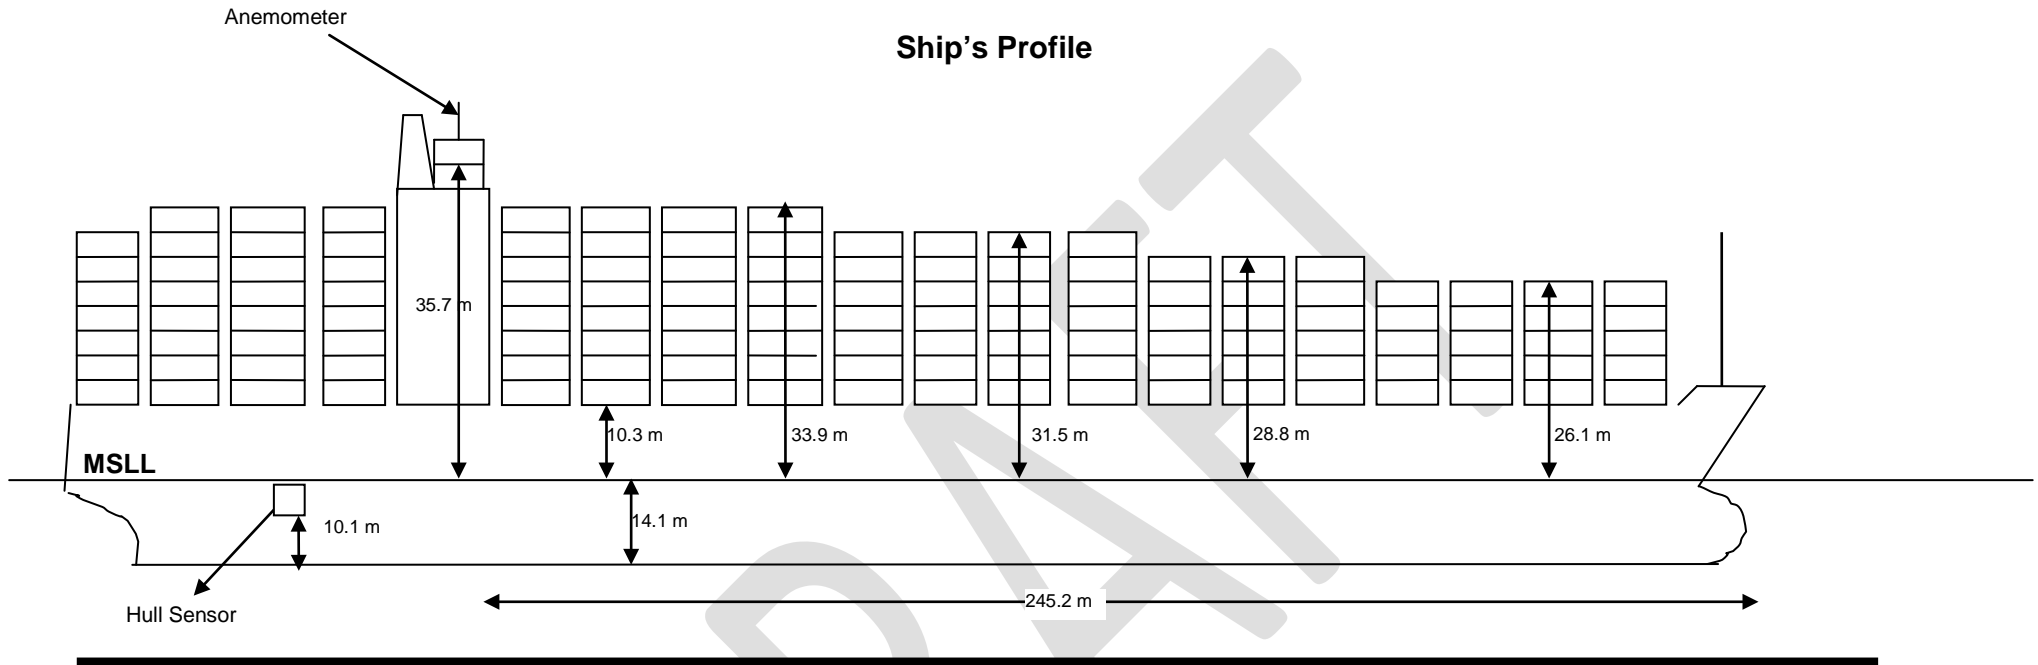 Anemometer
Ship's Profile
35.7 m
10.3 m
33.9 m
31.5 m
28.8 m
26.1 m
MSLL
10.1 m
14.1 m
245.2 m
Hull Sensor
DRAFT